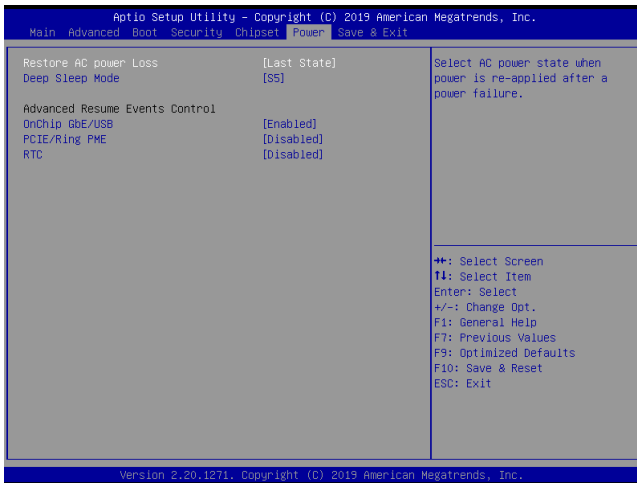 Aptio Setup Utility – Copyright (C) 2019 American Megatrends, Inc.
Main Advanced Boot Security Chipset Power Save & Exit
Restore AC power Loss [Last State]
Deep Sleep Mode [S5]
Advanced Resume Events Control
OnChip GbE/USB [Enabled]
PCIE/Ring PME [Disabled]
RTC [Disabled]
Select AC power state when
power is re-applied after a
power failure.
→←: Select Screen
↑↓: Select Item
Enter: Select
+/-: Change Opt.
F1: General Help
F7: Previous Values
F9: Optimized Defaults
F10: Save & Reset
ESC: Exit
Version 2.20.1271. Copyright (C) 2019 American Megatrends, Inc.